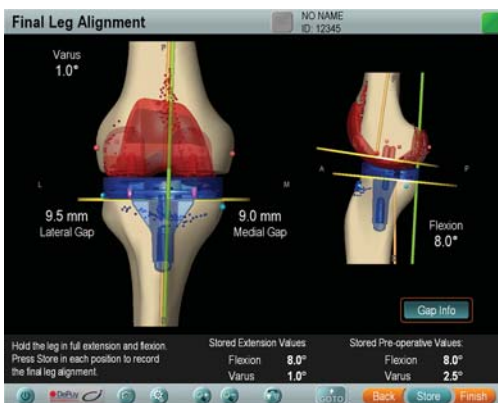 Final Leg Alignment
NO NAME
ID: 12345
Varus
1.0°
P
L
M
9.5 mm
Lateral Gap
9.0 mm
Medial Gap
D
A
P
Flexion
8.0°
Gap Info
Hold the leg in full extension and flexion.
Press Store in each position to record
the final leg alignment.
Stored Extension Values:
Flexion 8.0°
Varus 1.0°
Stored Pre-operative Values:
Flexion 8.0°
Varus 2.5°
DePuy
GOTO
Back
Store
Finish